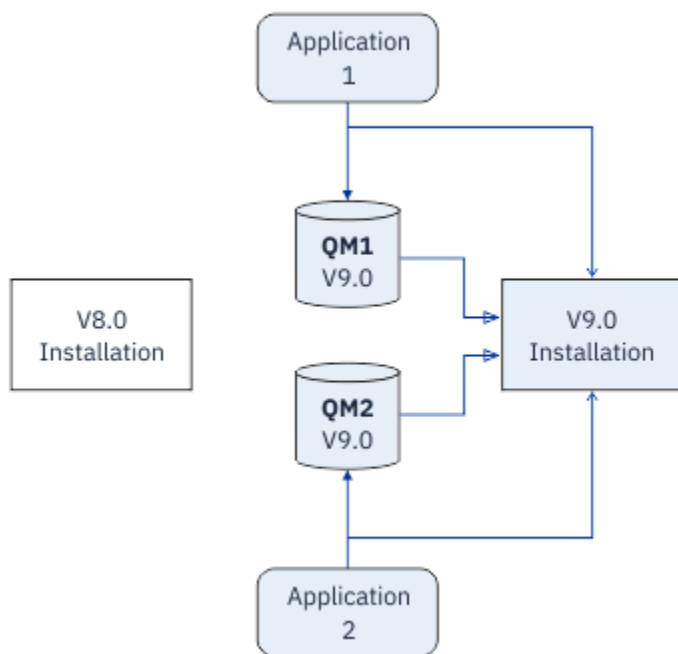 Application
1
QM1
V9.0
V8.0
Installation
V9.0
Installation
QM2
V9.0
Application
2